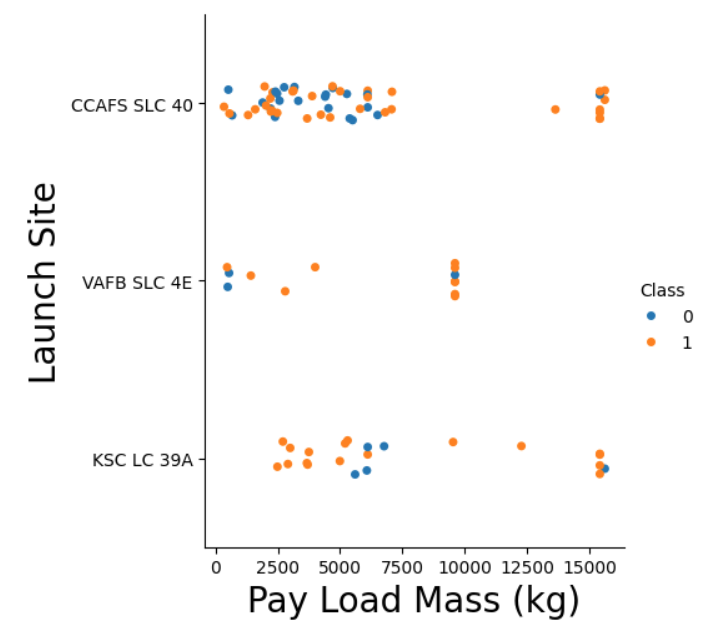 CCAFS SLC 40
VAFB SLC 4E
KSC LC 39A
Launch Site
Class
0
1
0 2500 5000 7500 10000 12500 15000
Pay Load Mass (kg)